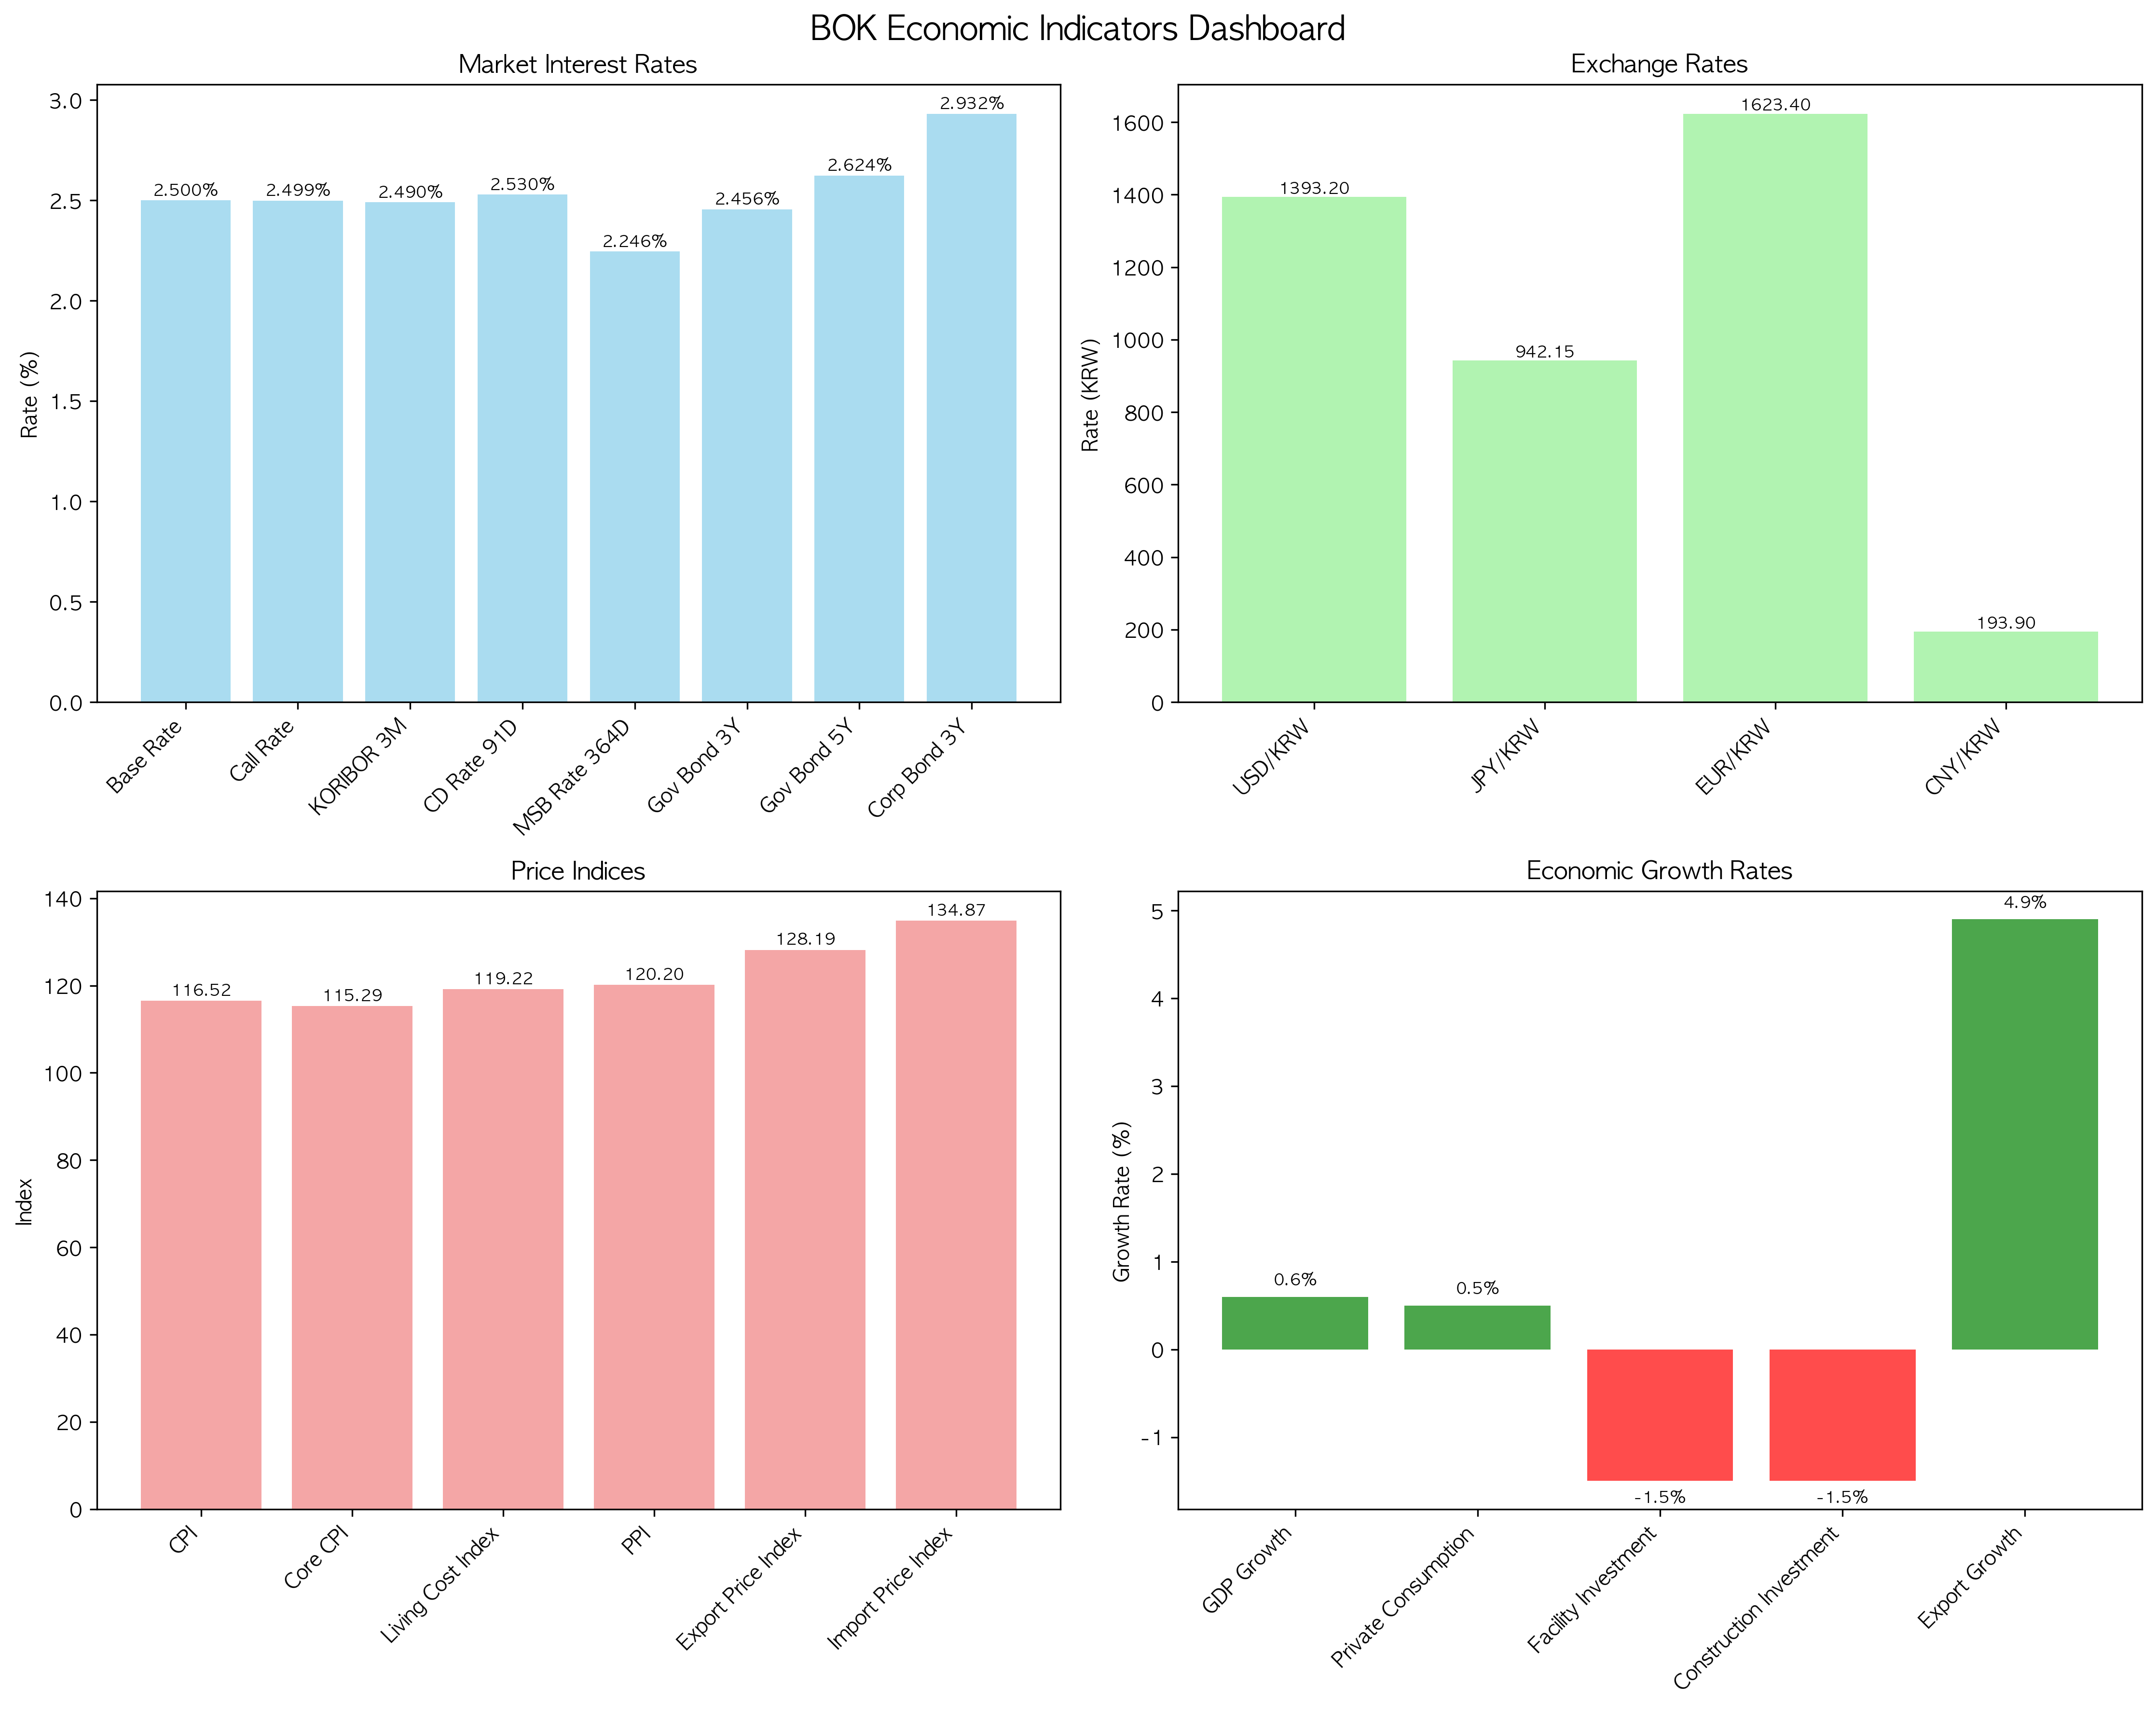 BOK Economic Indicators Dashboard
Market Interest Rates
Rate (%)
3.0
2.5
2.0
1.5
1.0
0.5
0.0
2.500%
2.499%
2.490%
2.530%
2.246%
2.456%
2.624%
2.932%
Base Rate
Call Rate
KORIBOR 3M
CD Rate 91D
MSB Rate 364D
Gov Bond 3Y
Gov Bond 5Y
Corp Bond 3Y
Exchange Rates
Rate (KRW)
1600
1400
1200
1000
800
600
400
200
0
1393.20
942.15
1623.40
193.90
USD/KRW
JPY/KRW
EUR/KRW
CNY/KRW
Price Indices
Index
140
120
100
80
60
40
20
0
116.52
115.29
119.22
120.20
128.19
134.87
CPI
Core CPI
Living Cost Index
PPI
Export Price Index
Import Price Index
Economic Growth Rates
Growth Rate (%)
5
4
3
2
1
0
-1
0.6%
0.5%
-1.5%
-1.5%
4.9%
GDP Growth
Private Consumption
Facility Investment
Construction Investment
Export Growth